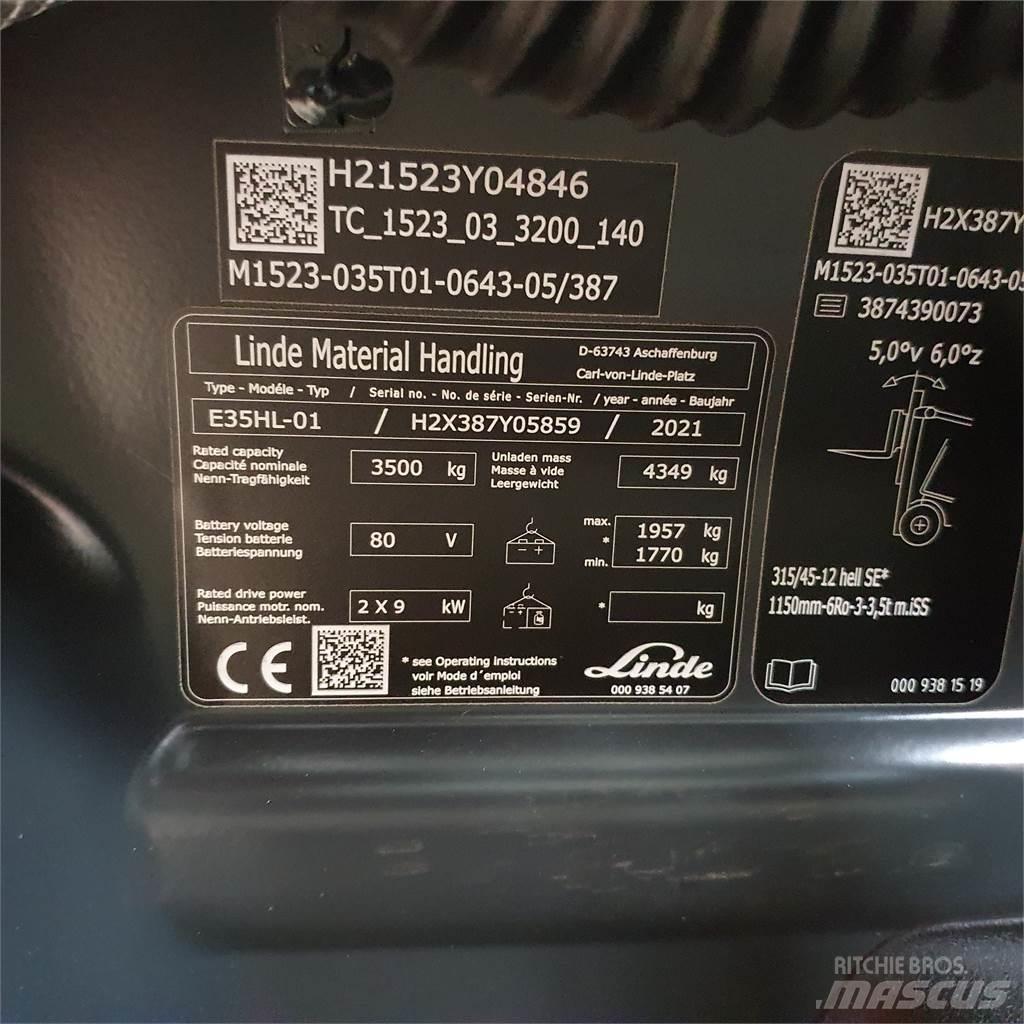 H21523Y04846
TC_1523_03_3200_140
M1523-035T01-0643-05/387
Linde Material Handling
D-63743 Aschaffenburg
Carl-von-Linde-Platz
Type - Modéle - Typ / Serial no. - No. de série - Serien-Nr. / year - année - Baujahr
E35HL-01 / H2X387Y05859 / 2021
Rated capacity
Capacité nominale
Nenn-Tragfähigkeit
3500 kg
Unladen mass
Masse à vide
Leergewicht
4349 kg
Battery voltage
Tension batterie
Batteriespannung
80 V
- +
max. 1957 kg
*
min. 1770 kg
Rated drive power
Puissance motr. nom.
Nenn-Antriebsleist.
2 X 9 kW
* kg
CE
* see Operating instructions
voir Mode d´emploi
siehe Betriebsanleitung
Linde
000 938 54 07
H2X387Y
M1523-035T01-0643-05
3874390073
5,0°v 6,0°z
315/45-12 hell SE*
1150mm-6Ro-3-3,5t m.iSS
000 938 15 19
RITCHIE BROS.
MASCUS